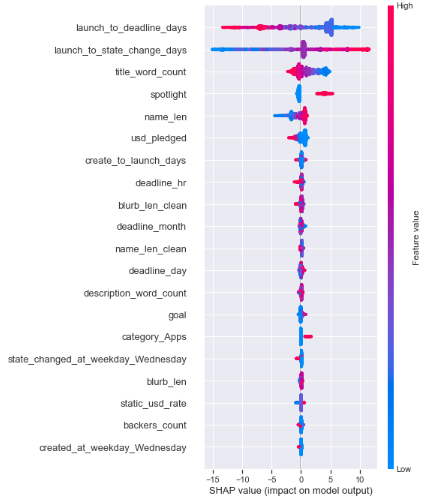 High
launch_to_deadline_days
launch_to_state_change_days
title_word_count
spotlight
name_len
usd_pledged
create_to_launch_days
deadline_hr
blurb_len_clean
deadline_month
name_len_clean
deadline_day
description_word_count
goal
category_Apps
state_changed_at_weekday_Wednesday
blurb_len
static_usd_rate
backers_count
created_at_weekday_Wednesday
Feature value
Low
−15 −10 −5 0 5 10
SHAP value (impact on model output)